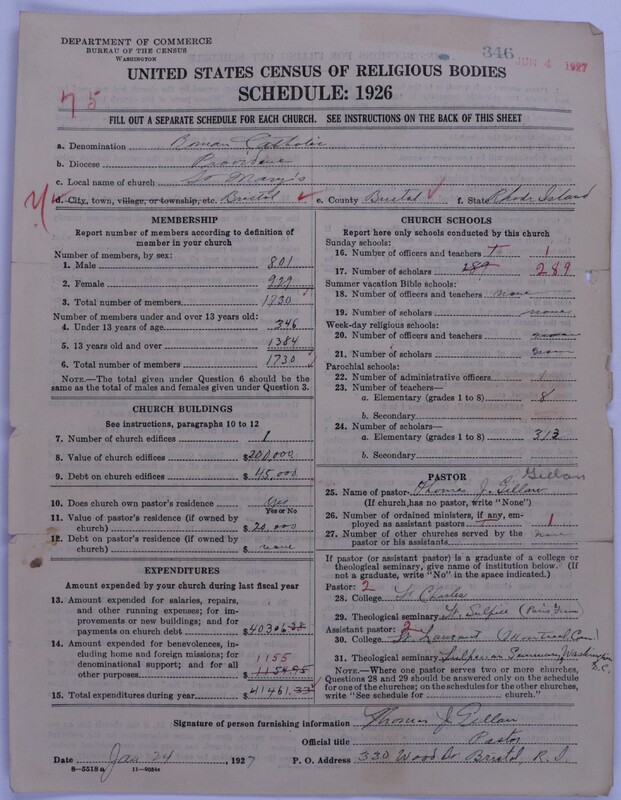 DEPARTMENT OF COMMERCE
BUREAU OF THE CENSUS
WASHINGTON
346
JUN 4 1927
UNITED STATES CENSUS OF RELIGIOUS BODIES
SCHEDULE: 1926
75
FILL OUT A SEPARATE SCHEDULE FOR EACH CHURCH. SEE INSTRUCTIONS ON THE BACK OF THIS SHEET
a. Denomination Roman Catholic
b. Diocese Providence
c. Local name of church St Mary's
d. City, town, village, or township, etc. Bristol e. County Bristol f. State Rhode Island
MEMBERSHIP
Report number of members according to definition of member in your church
Number of members, by sex:
1. Male 801
2. Female 929
3. Total number of members 1730
Number of members under and over 13 years old:
4. Under 13 years of age 346
5. 13 years old and over 1384
6. Total number of members 1730
NOTE.—The total given under Question 6 should be the same as the total of males and females given under Question 3.
CHURCH BUILDINGS
See instructions, paragraphs 10 to 12
7. Number of church edifices 1
8. Value of church edifices $200,000
9. Debt on church edifices $45,000
10. Does church own pastor's residence Yes
Yes or No
11. Value of pastor's residence (if owned by church) $20,000
12. Debt on pastor's residence (if owned by church) $ none
EXPENDITURES
Amount expended by your church during last fiscal year
13. Amount expended for salaries, repairs, and other running expenses; for improvements or new buildings; and for payments on church debt $40306.38
14. Amount expended for benevolences, including home and foreign missions; for denominational support; and for all other purposes 1155 $1154.95
15. Total expenditures during year $41461.33
CHURCH SCHOOLS
Report here only schools conducted by this church
Sunday schools:
16. Number of officers and teachers 1
17. Number of scholars 289 289
Summer vacation Bible schools:
18. Number of officers and teachers none
19. Number of scholars none
Week-day religious schools:
20. Number of officers and teachers none
21. Number of scholars none
Parochial schools:
22. Number of administrative officers 1
23. Number of teachers—
a. Elementary (grades 1 to 8) 8
b. Secondary
24. Number of scholars—
a. Elementary (grades 1 to 8) 313
b. Secondary
PASTOR
Gillan
25. Name of pastor Thomas J. Gillan
(If church has no pastor, write "None")
26. Number of ordained ministers, if any, employed as assistant pastors 1
27. Number of other churches served by the pastor or his assistants none
If pastor (or assistant pastor) is a graduate of a college or theological seminary, give name of institution below. (If not a graduate, write "No" in the space indicated.)
Pastor: 2
28. College St Charles
29. Theological seminary St Sulpice (Paris France)
Assistant pastor: 2
30. College St. Laurent (Montreal, Can)
31. Theological seminary Sulpician Seminary, Washington D.C.
NOTE.—Where one pastor serves two or more churches, Questions 28 and 29 should be answered only on the schedule for one of the churches; on the schedules for the other churches, write "See schedule for church."
Signature of person furnishing information Thomas J Gillan
Official title Pastor
Date Jan 24, 1927 P. O. Address 330 Wood St. Bristol, R. I.
8-5518a 11-9054a